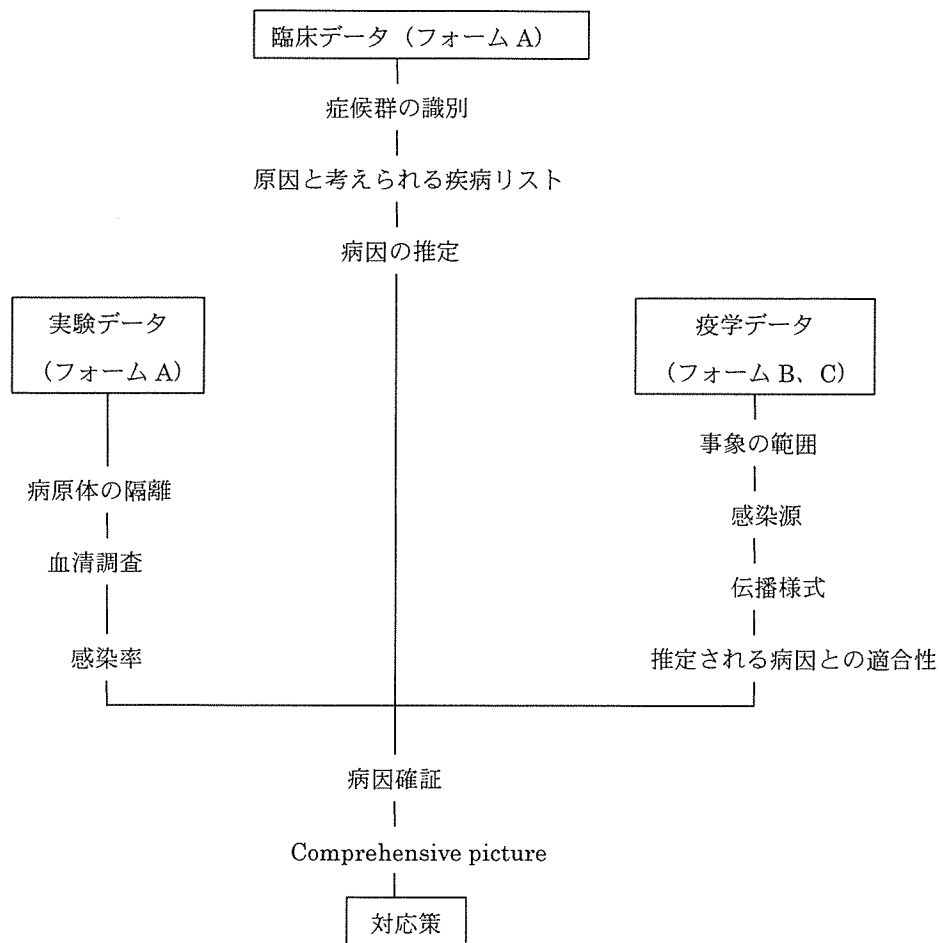 臨床データ（フォーム A）
症候群の識別
原因と考えられる疾病リスト
病因の推定
実験データ
（フォーム A）
病原体の隔離
血清調査
感染率
疫学データ
（フォーム B、C）
事象の範囲
感染源
伝播様式
推定される病因との適合性
病因確証
Comprehensive picture
対応策